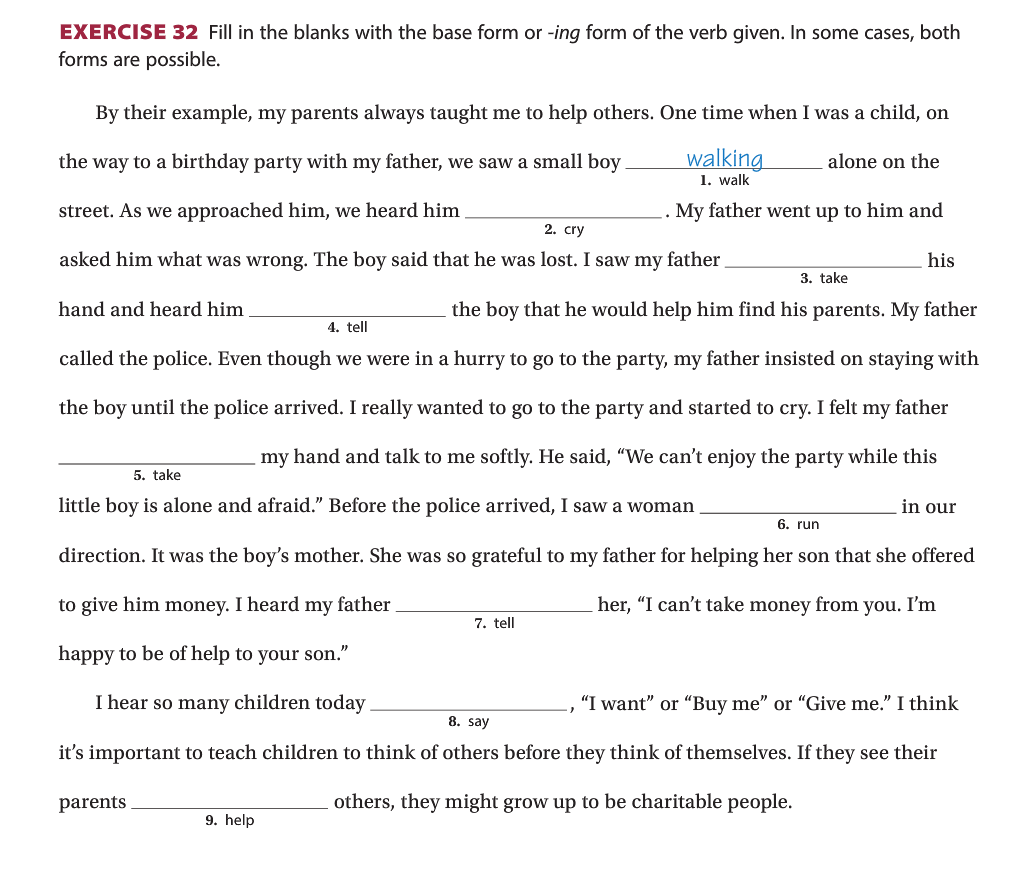 EXERCISE 32 Fill in the blanks with the base form or -ing form of the verb given. In some cases, both
forms are possible.
By their example, my parents always taught me to help others. One time when I was a child, on
the way to a birthday party with my father, we saw a small boy walking alone on the
1. walk
street. As we approached him, we heard him ____________________. My father went up to him and
2. cry
asked him what was wrong. The boy said that he was lost. I saw my father ____________________ his
3. take
hand and heard him ____________________ the boy that he would help him find his parents. My father
4. tell
called the police. Even though we were in a hurry to go to the party, my father insisted on staying with
the boy until the police arrived. I really wanted to go to the party and started to cry. I felt my father
____________________ my hand and talk to me softly. He said, “We can’t enjoy the party while this
5. take
little boy is alone and afraid.” Before the police arrived, I saw a woman ____________________ in our
6. run
direction. It was the boy’s mother. She was so grateful to my father for helping her son that she offered
to give him money. I heard my father ____________________ her, “I can’t take money from you. I’m
7. tell
happy to be of help to your son.”
I hear so many children today ____________________, “I want” or “Buy me” or “Give me.” I think
8. say
it’s important to teach children to think of others before they think of themselves. If they see their
parents ____________________ others, they might grow up to be charitable people.
9. help